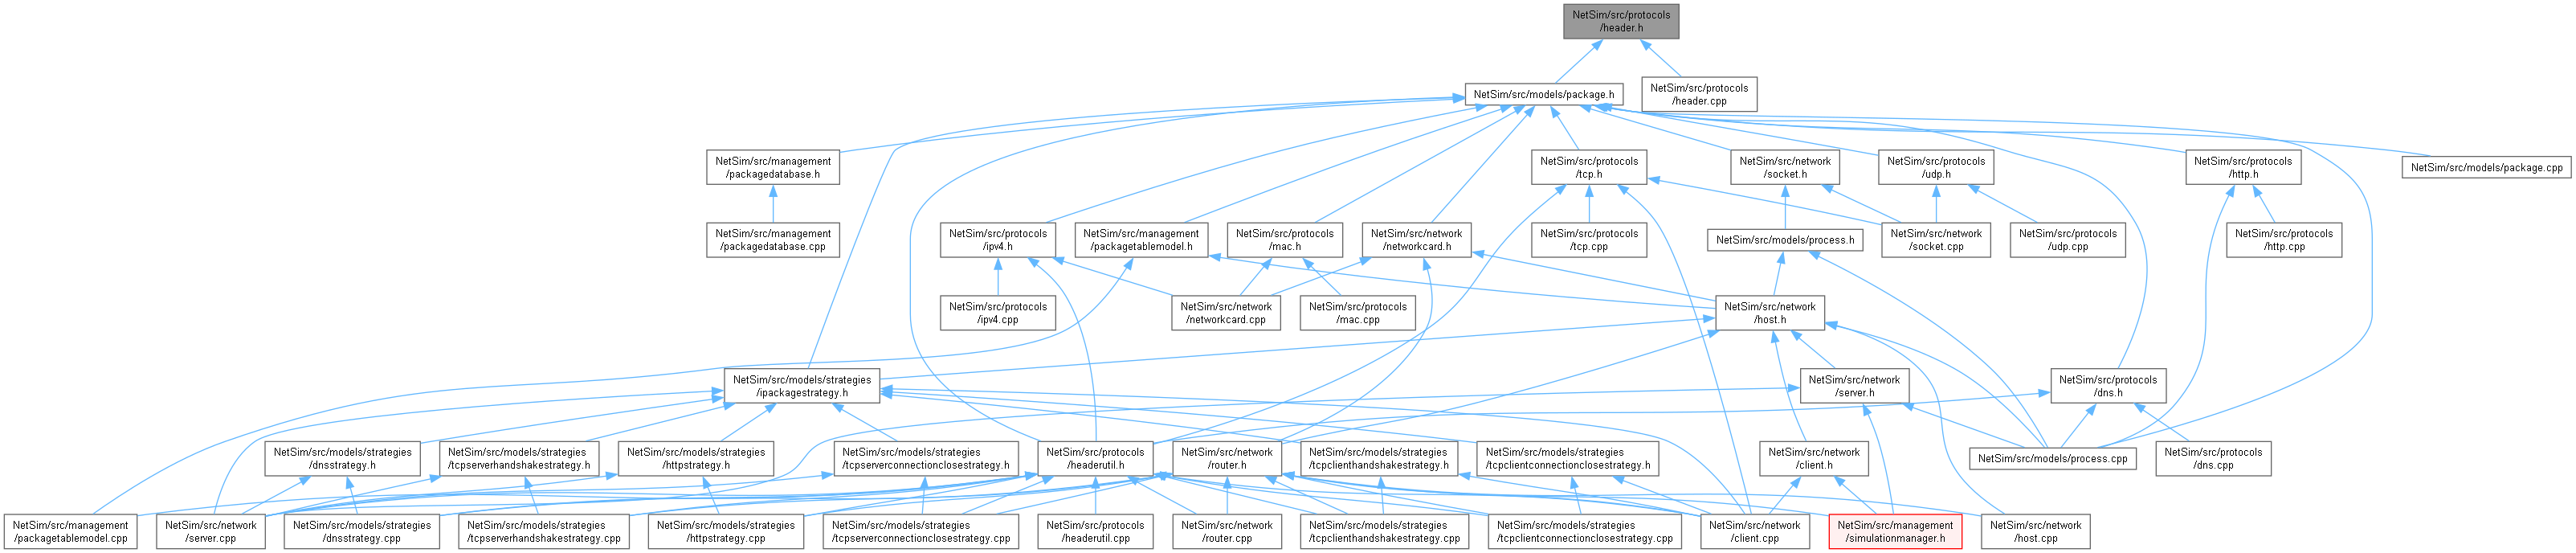 NetSim/src/protocols
/header.h
NetSim/src/models/package.h
NetSim/src/protocols
/header.cpp
NetSim/src/management
/packagedatabase.h
NetSim/src/protocols
/tcp.h
NetSim/src/network
/socket.h
NetSim/src/protocols
/udp.h
NetSim/src/protocols
/http.h
NetSim/src/models/package.cpp
NetSim/src/management
/packagedatabase.cpp
NetSim/src/protocols
/ipv4.h
NetSim/src/management
/packagetablemodel.h
NetSim/src/protocols
/mac.h
NetSim/src/network
/networkcard.h
NetSim/src/protocols
/tcp.cpp
NetSim/src/models/process.h
NetSim/src/network
/socket.cpp
NetSim/src/protocols
/udp.cpp
NetSim/src/protocols
/http.cpp
NetSim/src/protocols
/ipv4.cpp
NetSim/src/network
/networkcard.cpp
NetSim/src/protocols
/mac.cpp
NetSim/src/network
/host.h
NetSim/src/models/strategies
/ipackagestrategy.h
NetSim/src/network
/server.h
NetSim/src/protocols
/dns.h
NetSim/src/models/strategies
/dnsstrategy.h
NetSim/src/models/strategies
/tcpserverhandshakestrategy.h
NetSim/src/models/strategies
/httpstrategy.h
NetSim/src/models/strategies
/tcpserverconnectionclosestrategy.h
NetSim/src/protocols
/headerutil.h
NetSim/src/network
/router.h
NetSim/src/models/strategies
/tcpclienthandshakestrategy.h
NetSim/src/models/strategies
/tcpclientconnectionclosestrategy.h
NetSim/src/network
/client.h
NetSim/src/models/process.cpp
NetSim/src/protocols
/dns.cpp
NetSim/src/management
/packagetablemodel.cpp
NetSim/src/network
/server.cpp
NetSim/src/models/strategies
/dnsstrategy.cpp
NetSim/src/models/strategies
/tcpserverhandshakestrategy.cpp
NetSim/src/models/strategies
/httpstrategy.cpp
NetSim/src/models/strategies
/tcpserverconnectionclosestrategy.cpp
NetSim/src/protocols
/headerutil.cpp
NetSim/src/network
/router.cpp
NetSim/src/models/strategies
/tcpclienthandshakestrategy.cpp
NetSim/src/models/strategies
/tcpclientconnectionclosestrategy.cpp
NetSim/src/network
/client.cpp
NetSim/src/management
/simulationmanager.h
NetSim/src/network
/host.cpp